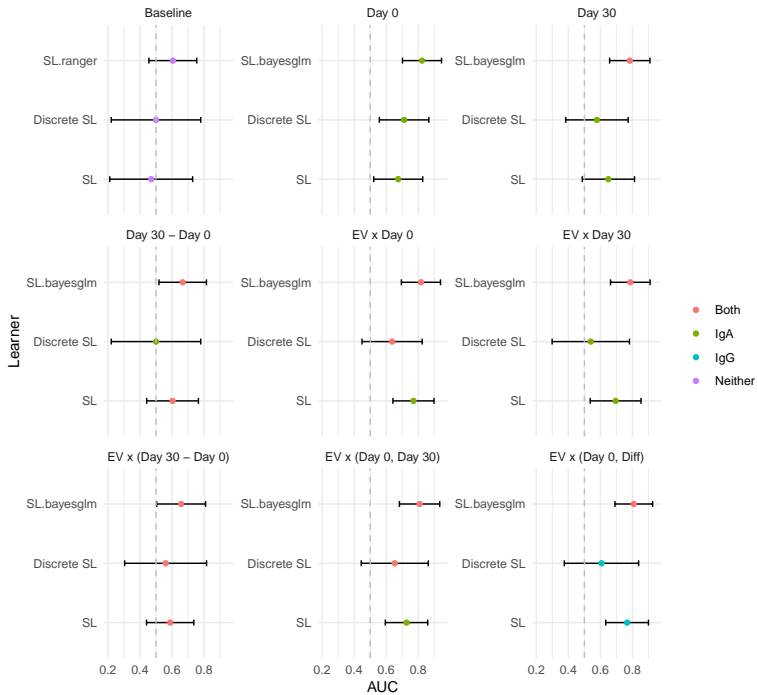 Baseline
Day 0
Day 30
SL.ranger
Discrete SL
SL
SL.bayesglm
Discrete SL
SL
SL.bayesglm
Discrete SL
SL
Day 30 − Day 0
EV x Day 0
EV x Day 30
SL.bayesglm
Discrete SL
SL
SL.bayesglm
Discrete SL
SL
SL.bayesglm
Discrete SL
SL
EV x (Day 30 − Day 0)
EV x (Day 0, Day 30)
EV x (Day 0, Diff)
SL.bayesglm
Discrete SL
SL
SL.bayesglm
Discrete SL
SL
SL.bayesglm
Discrete SL
SL
0.2 0.4 0.6 0.8
0.2 0.4 0.6 0.8
0.2 0.4 0.6 0.8
AUC
Learner
Both
IgA
IgG
Neither